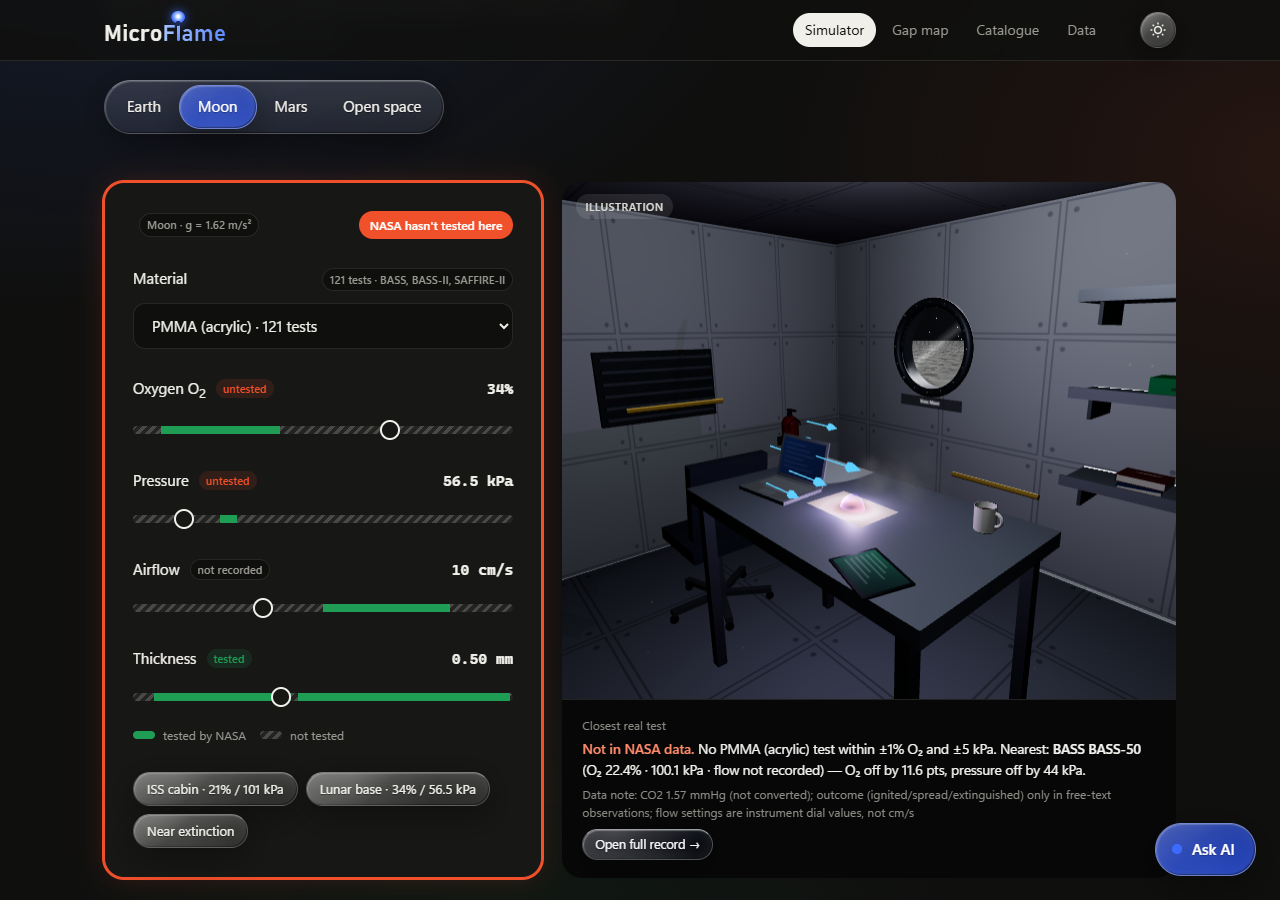 MicroFlame
Simulator
Gap map
Catalogue
Data
Earth
Moon
Mars
Open space
Moon · g = 1.62 m/s²
NASA hasn't tested here
Material
121 tests · BASS, BASS-II, SAFFIRE-II
PMMA (acrylic) · 121 tests
Oxygen O₂
untested
34%
Pressure
untested
56.5 kPa
Airflow
not recorded
10 cm/s
Thickness
tested
0.50 mm
tested by NASA
not tested
ISS cabin · 21% / 101 kPa
Lunar base · 34% / 56.5 kPa
Near extinction
ILLUSTRATION
Closest real test
Not in NASA data. No PMMA (acrylic) test within ±1% O₂ and ±5 kPa. Nearest: BASS BASS-50
(O₂ 22.4% · 100.1 kPa · flow not recorded) — O₂ off by 11.6 pts, pressure off by 44 kPa.
Data note: CO2 1.57 mmHg (not converted); outcome (ignited/spread/extinguished) only in free-text
observations; flow settings are instrument dial values, not cm/s
Open full record →
Ask AI